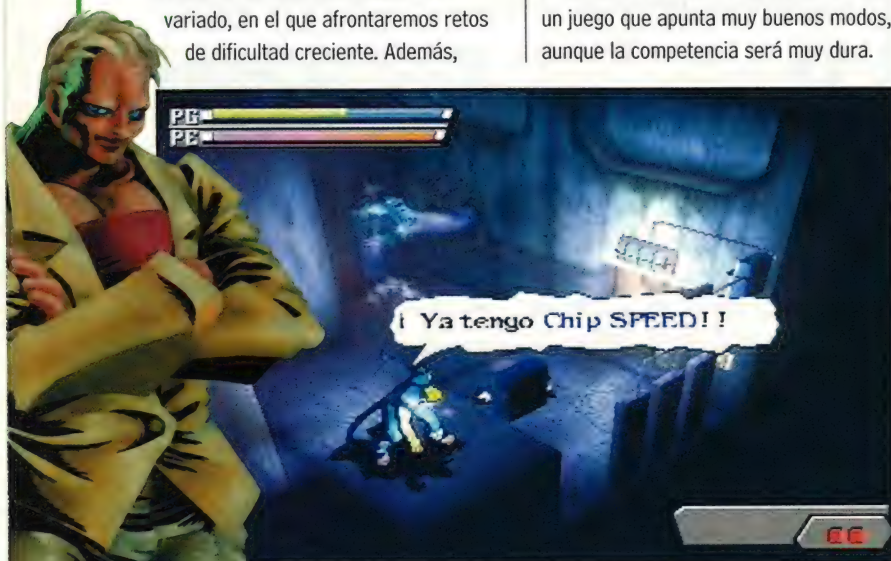 variado, en el que afrontaremos retos
de dificultad creciente. Además,
un juego que apunta muy buenos modos,
aunque la competencia será muy dura.
PG
PE
¡ Ya tengo Chip SPEED!!